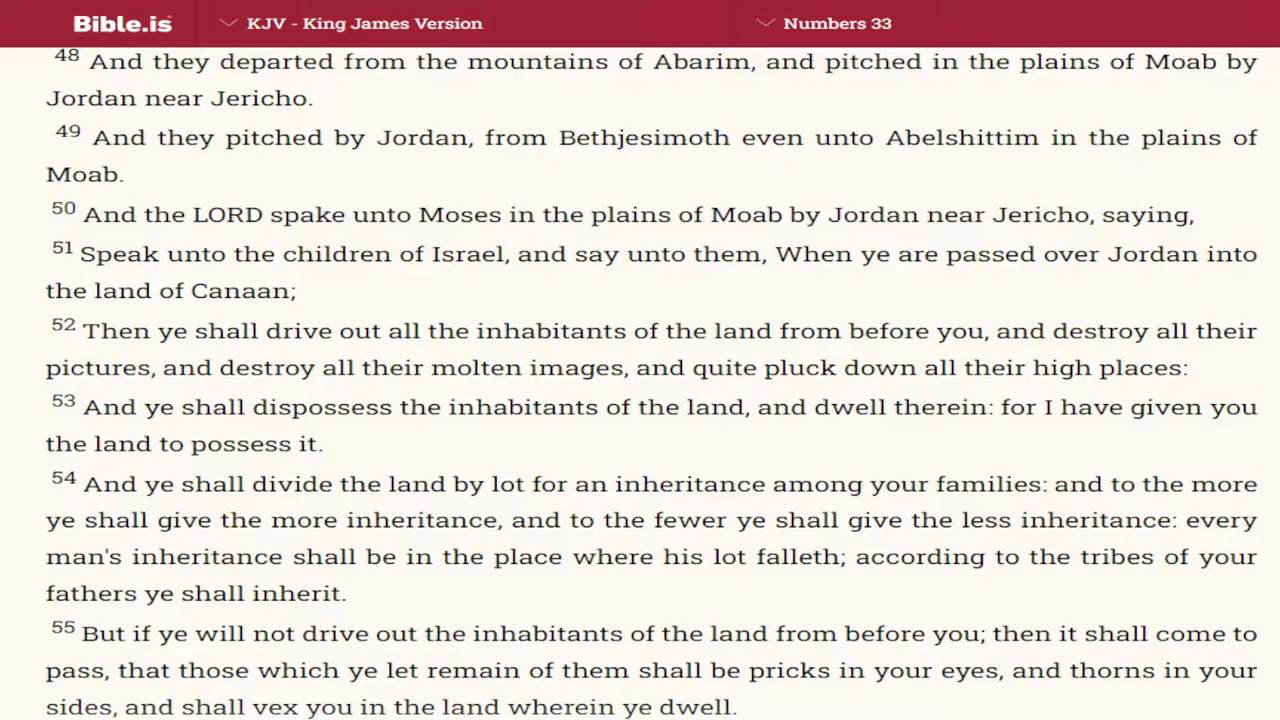 Bible.is KJV - King James Version Numbers 33
48 And they departed from the mountains of Abarim, and pitched in the plains of Moab by
Jordan near Jericho.
49 And they pitched by Jordan, from Bethjesimoth even unto Abelshittim in the plains of
Moab.
50 And the LORD spake unto Moses in the plains of Moab by Jordan near Jericho, saying,
51 Speak unto the children of Israel, and say unto them, When ye are passed over Jordan into
the land of Canaan;
52 Then ye shall drive out all the inhabitants of the land from before you, and destroy all their
pictures, and destroy all their molten images, and quite pluck down all their high places:
53 And ye shall dispossess the inhabitants of the land, and dwell therein: for I have given you
the land to possess it.
54 And ye shall divide the land by lot for an inheritance among your families: and to the more
ye shall give the more inheritance, and to the fewer ye shall give the less inheritance: every
man's inheritance shall be in the place where his lot falleth; according to the tribes of your
fathers ye shall inherit.
55 But if ye will not drive out the inhabitants of the land from before you; then it shall come to
pass, that those which ye let remain of them shall be pricks in your eyes, and thorns in your
sides, and shall vex you in the land wherein ye dwell.